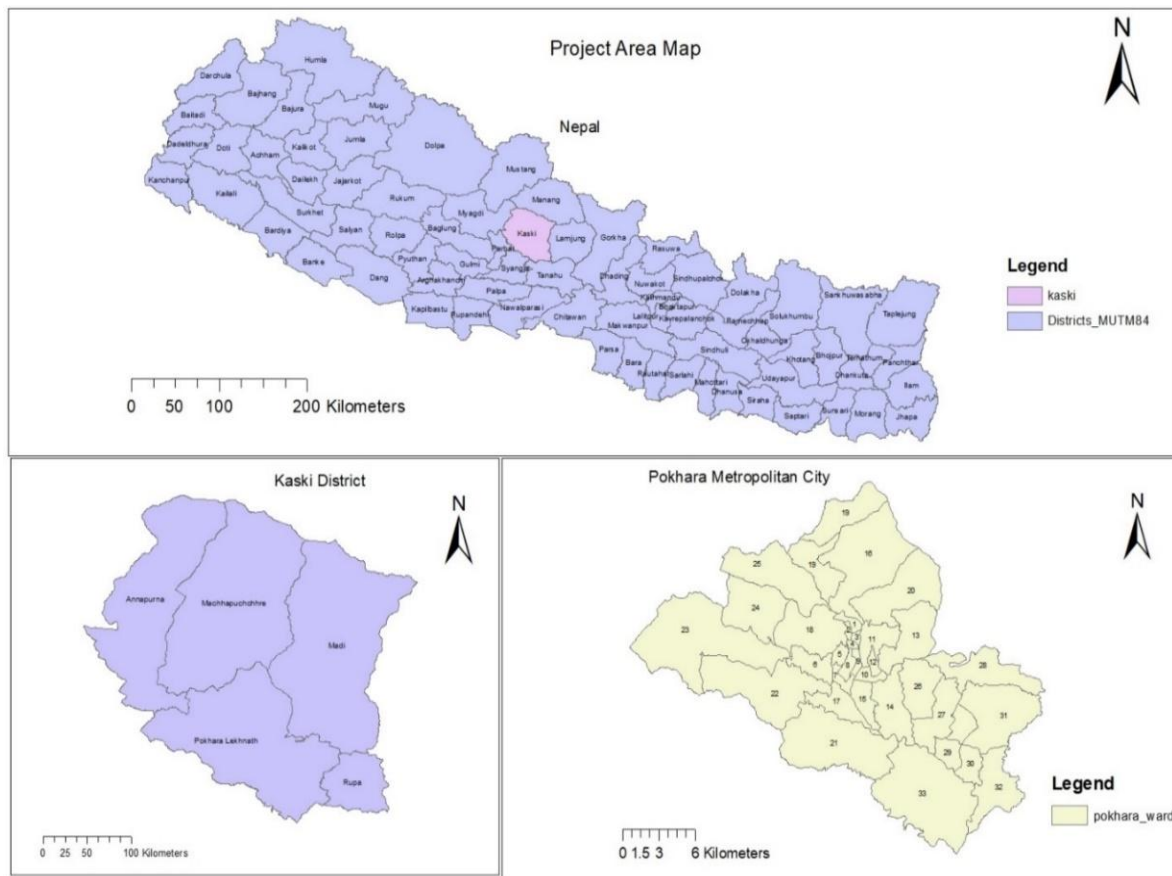 Project Area Map
N
Nepal
Humla
Darchula
Bajhang
Bajura
Mugu
Baitadi
Jumla
Dolpa
Dadeldhura
Doti
Achham
Kalikot
Mustang
Kanchanpur
Kailali
Dailekh
Jajarkot
Manang
Rukum
Surkhet
Myagdi
Kaski
Lamjung
Gorkha
Bardiya
Salyan
Rolpa
Baglung
Rasuwa
Banke
Pyuthan
Gulmi
Syangja
Tanahu
Dhading
Sindhupalchok
Dang
Nuwakot
Dolakha
Palpa
Kathmandu
Sankhuwasabha
Taplejung
Kapilbastu
Rupandehi
Nawalparasi
Chitawan
Lalitpur
Kavrepalanchok
Solukhumbu
Makwanpur
Parsa
Sindhuli
Khotang
Bhojpur
Panchthar
Bara
Dhankuta
Rautahat
Sarlahi
Mahottari
Udayapur
Ilam
Dhanusa
Siraha
Saptari
Sunsari
Morang
Jhapa
Legend
kaski
Districts_MUTM84
0 50 100 200 Kilometers
Kaski District
N
Annapurna
Machhapuchchhre
Madi
Pokhara Lekhnath
Rupa
0 25 50 100 Kilometers
Pokhara Metropolitan City
N
19
16
25
19
20
24
18
1
11
13
23
5
6
8
9
12
28
10
22
26
17
15
14
27
31
21
29
30
33
32
Legend
pokhara_ward
0 1.5 3 6 Kilometers